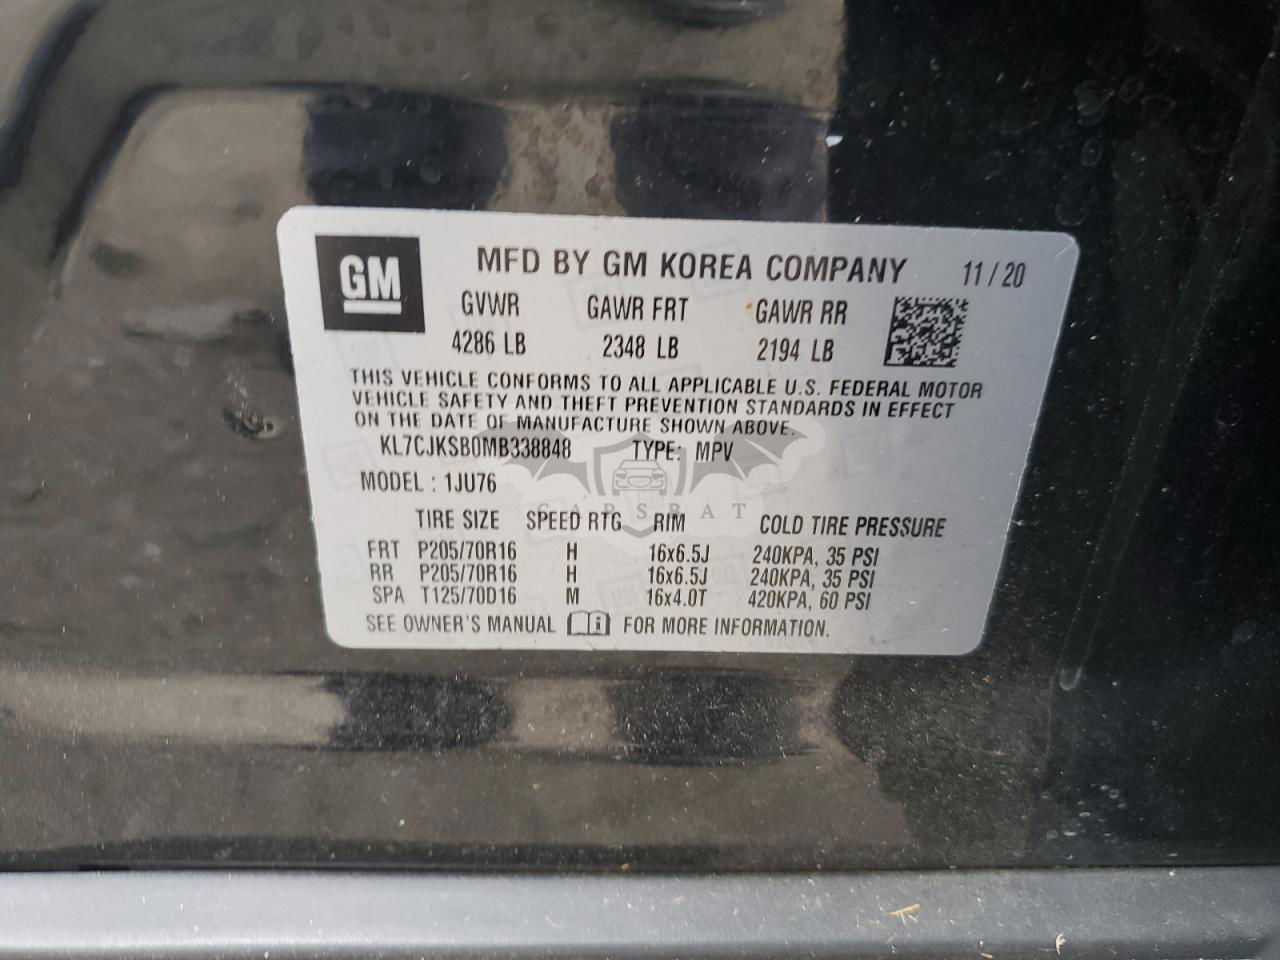 GM
MFD BY GM KOREA COMPANY 11/20
GVWR GAWR FRT GAWR RR
4286 LB 2348 LB 2194 LB
THIS VEHICLE CONFORMS TO ALL APPLICABLE U.S. FEDERAL MOTOR
VEHICLE SAFETY AND THEFT PREVENTION STANDARDS IN EFFECT
ON THE DATE OF MANUFACTURE SHOWN ABOVE.
KL7CJKSB0MB338848 TYPE: MPV
MODEL : 1JU76
CARSBAT
TIRE SIZE SPEED RTG RIM COLD TIRE PRESSURE
FRT P205/70R16 H 16x6.5J 240KPA, 35 PSI
RR P205/70R16 H 16x6.5J 240KPA, 35 PSI
SPA T125/70D16 M 16x4.0T 420KPA, 60 PSI
SEE OWNER'S MANUAL i FOR MORE INFORMATION.